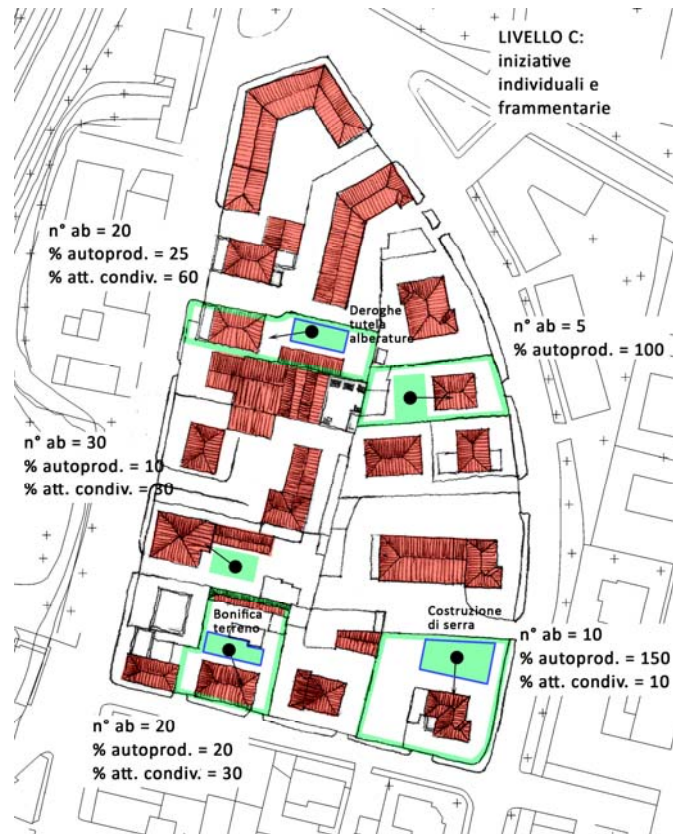 LIVELLO C:
iniziative
individuali e
frammentarie
n° ab = 20
% autoprod. = 25
% att. condiv. = 60
Deroghe
tutela
alberature
n° ab = 5
% autoprod. = 100
n° ab = 30
% autoprod. = 10
% att. condiv. = 30
Bonifica
terreno
Costruzione
di serra
n° ab = 10
% autoprod. = 150
% att. condiv. = 10
n° ab = 20
% autoprod. = 20
% att. condiv. = 30